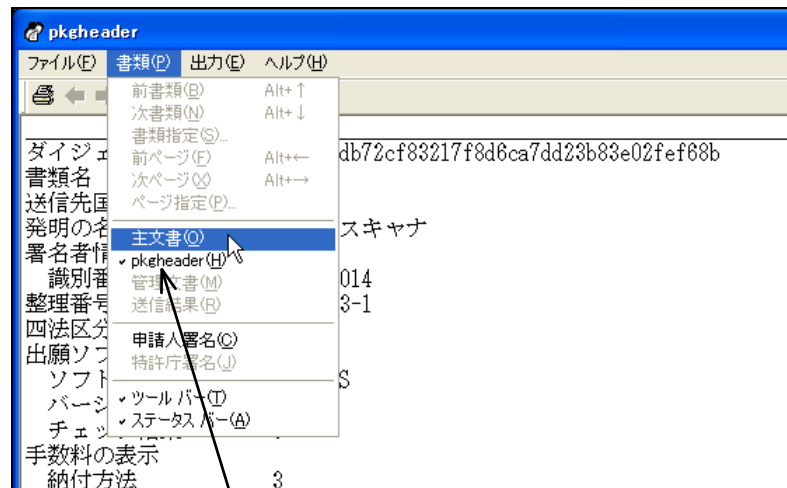 pkgheader
ファイル(F) 書類(P) 出力(E) ヘルプ(H)
前書類(B) Alt+↑
次書類(N) Alt+↓
書類指定(S)...
前ページ(F) Alt+←
次ページ(X) Alt+→
ページ指定(P)...
主文書(O)
pkgheader(H)
管理文書(M)
送信結果(R)
申請人署名(C)
特許庁署名(J)
ツール バー(T)
ステータス バー(A)
ダイジェ db72cf83217f8d6ca7dd23b83e02fef68b
書類名
送信先国
発明の名 スキャナ
署名者情
識別番 014
整理番号 3-1
四法区分
出願ソフ
ソフト S
バージ
チェッ
手数料の表示
納付方法 3